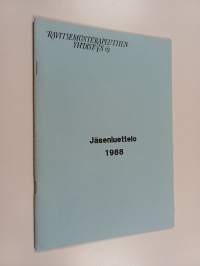 RAVITSEMUSTERAPEUTTIEN
YHDISTYS ry
Jäsenluettelo
1988